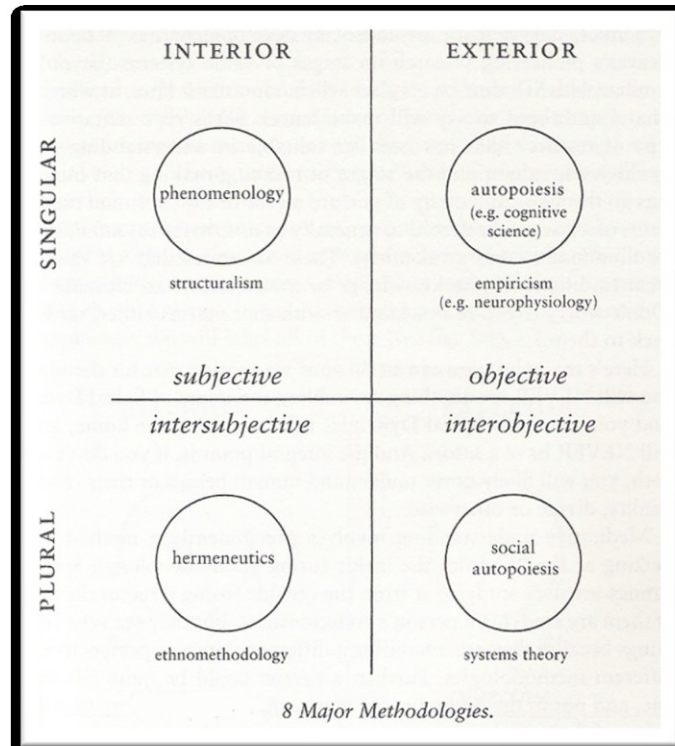 INTERIOR
EXTERIOR
SINGULAR
phenomenology
structuralism
autopoiesis
(e.g. cognitive
science)
empiricism
(e.g. neurophysiology)
subjective
objective
intersubjective
interobjective
PLURAL
hermeneutics
ethnomethodology
social
autopoiesis
systems theory
8 Major Methodologies.